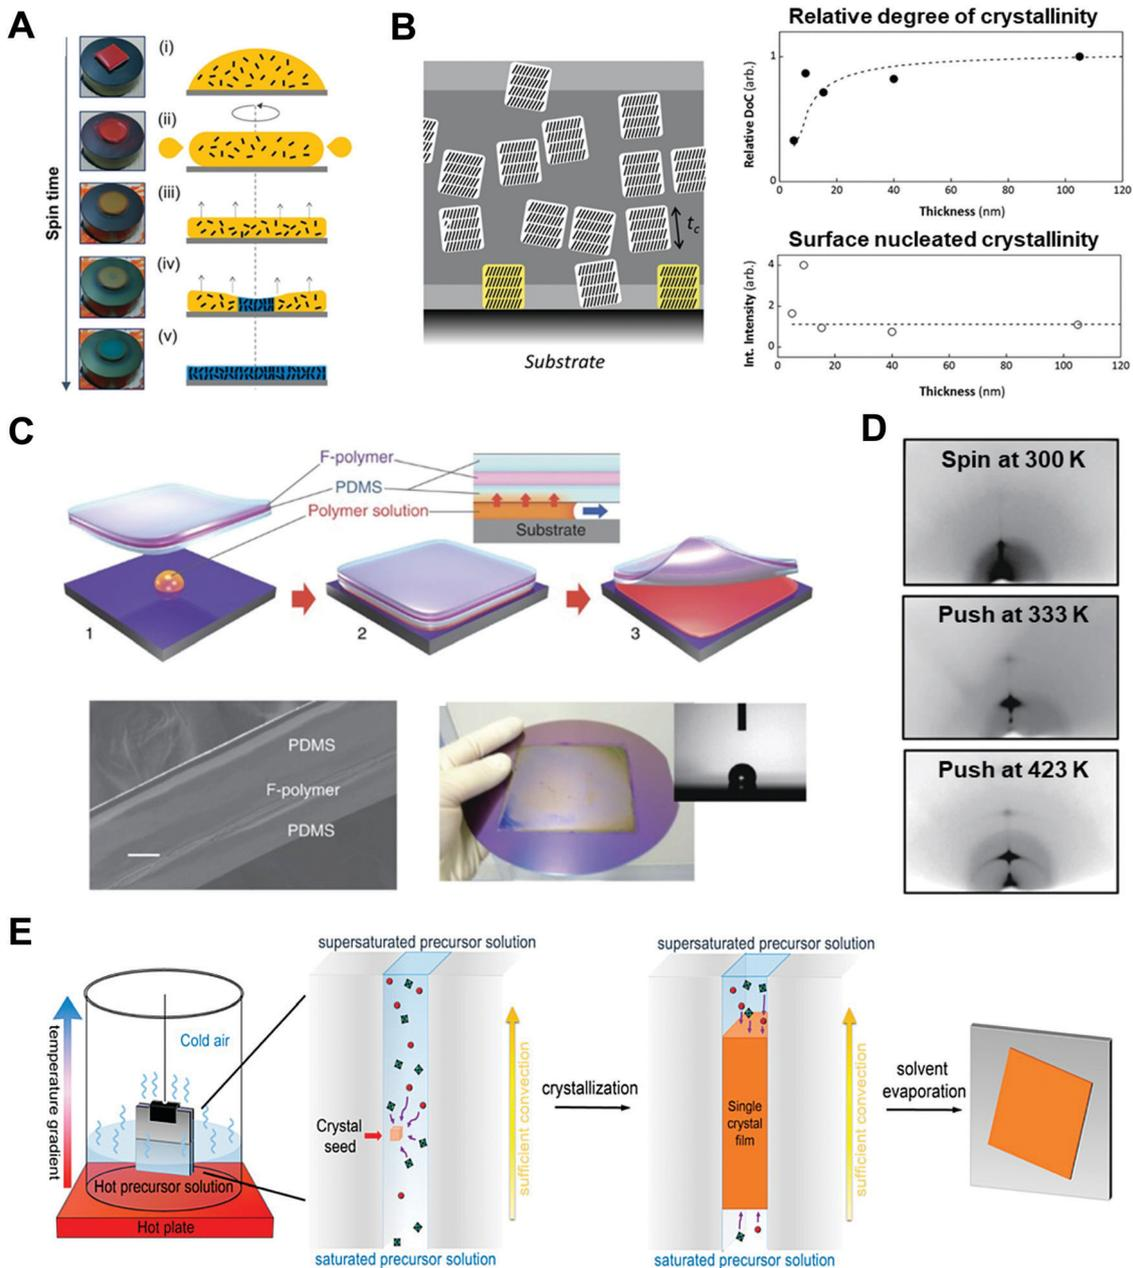 A
Spin time
(i)
(ii)
(iii)
(iv)
(v)
B
t_c
Substrate
Relative degree of crystallinity
Relative DoC (arb.)
1
0
0 20 40 60 80 100 120
Thickness (nm)
Surface nucleated crystallinity
Int. Intensity (arb.)
4
2
0
0 20 40 60 80 100 120
Thickness (nm)
C
F-polymer
PDMS
Polymer solution
Substrate
1
2
3
PDMS
F-polymer
PDMS
D
Spin at 300 K
Push at 333 K
Push at 423 K
E
temperature gradient
Cold air
Hot precursor solution
Hot plate
supersaturated precursor solution
Crystal
seed
sufficient convection
saturated precursor solution
crystallization
supersaturated precursor solution
Single
crystal
film
sufficient convection
saturated precursor solution
solvent
evaporation